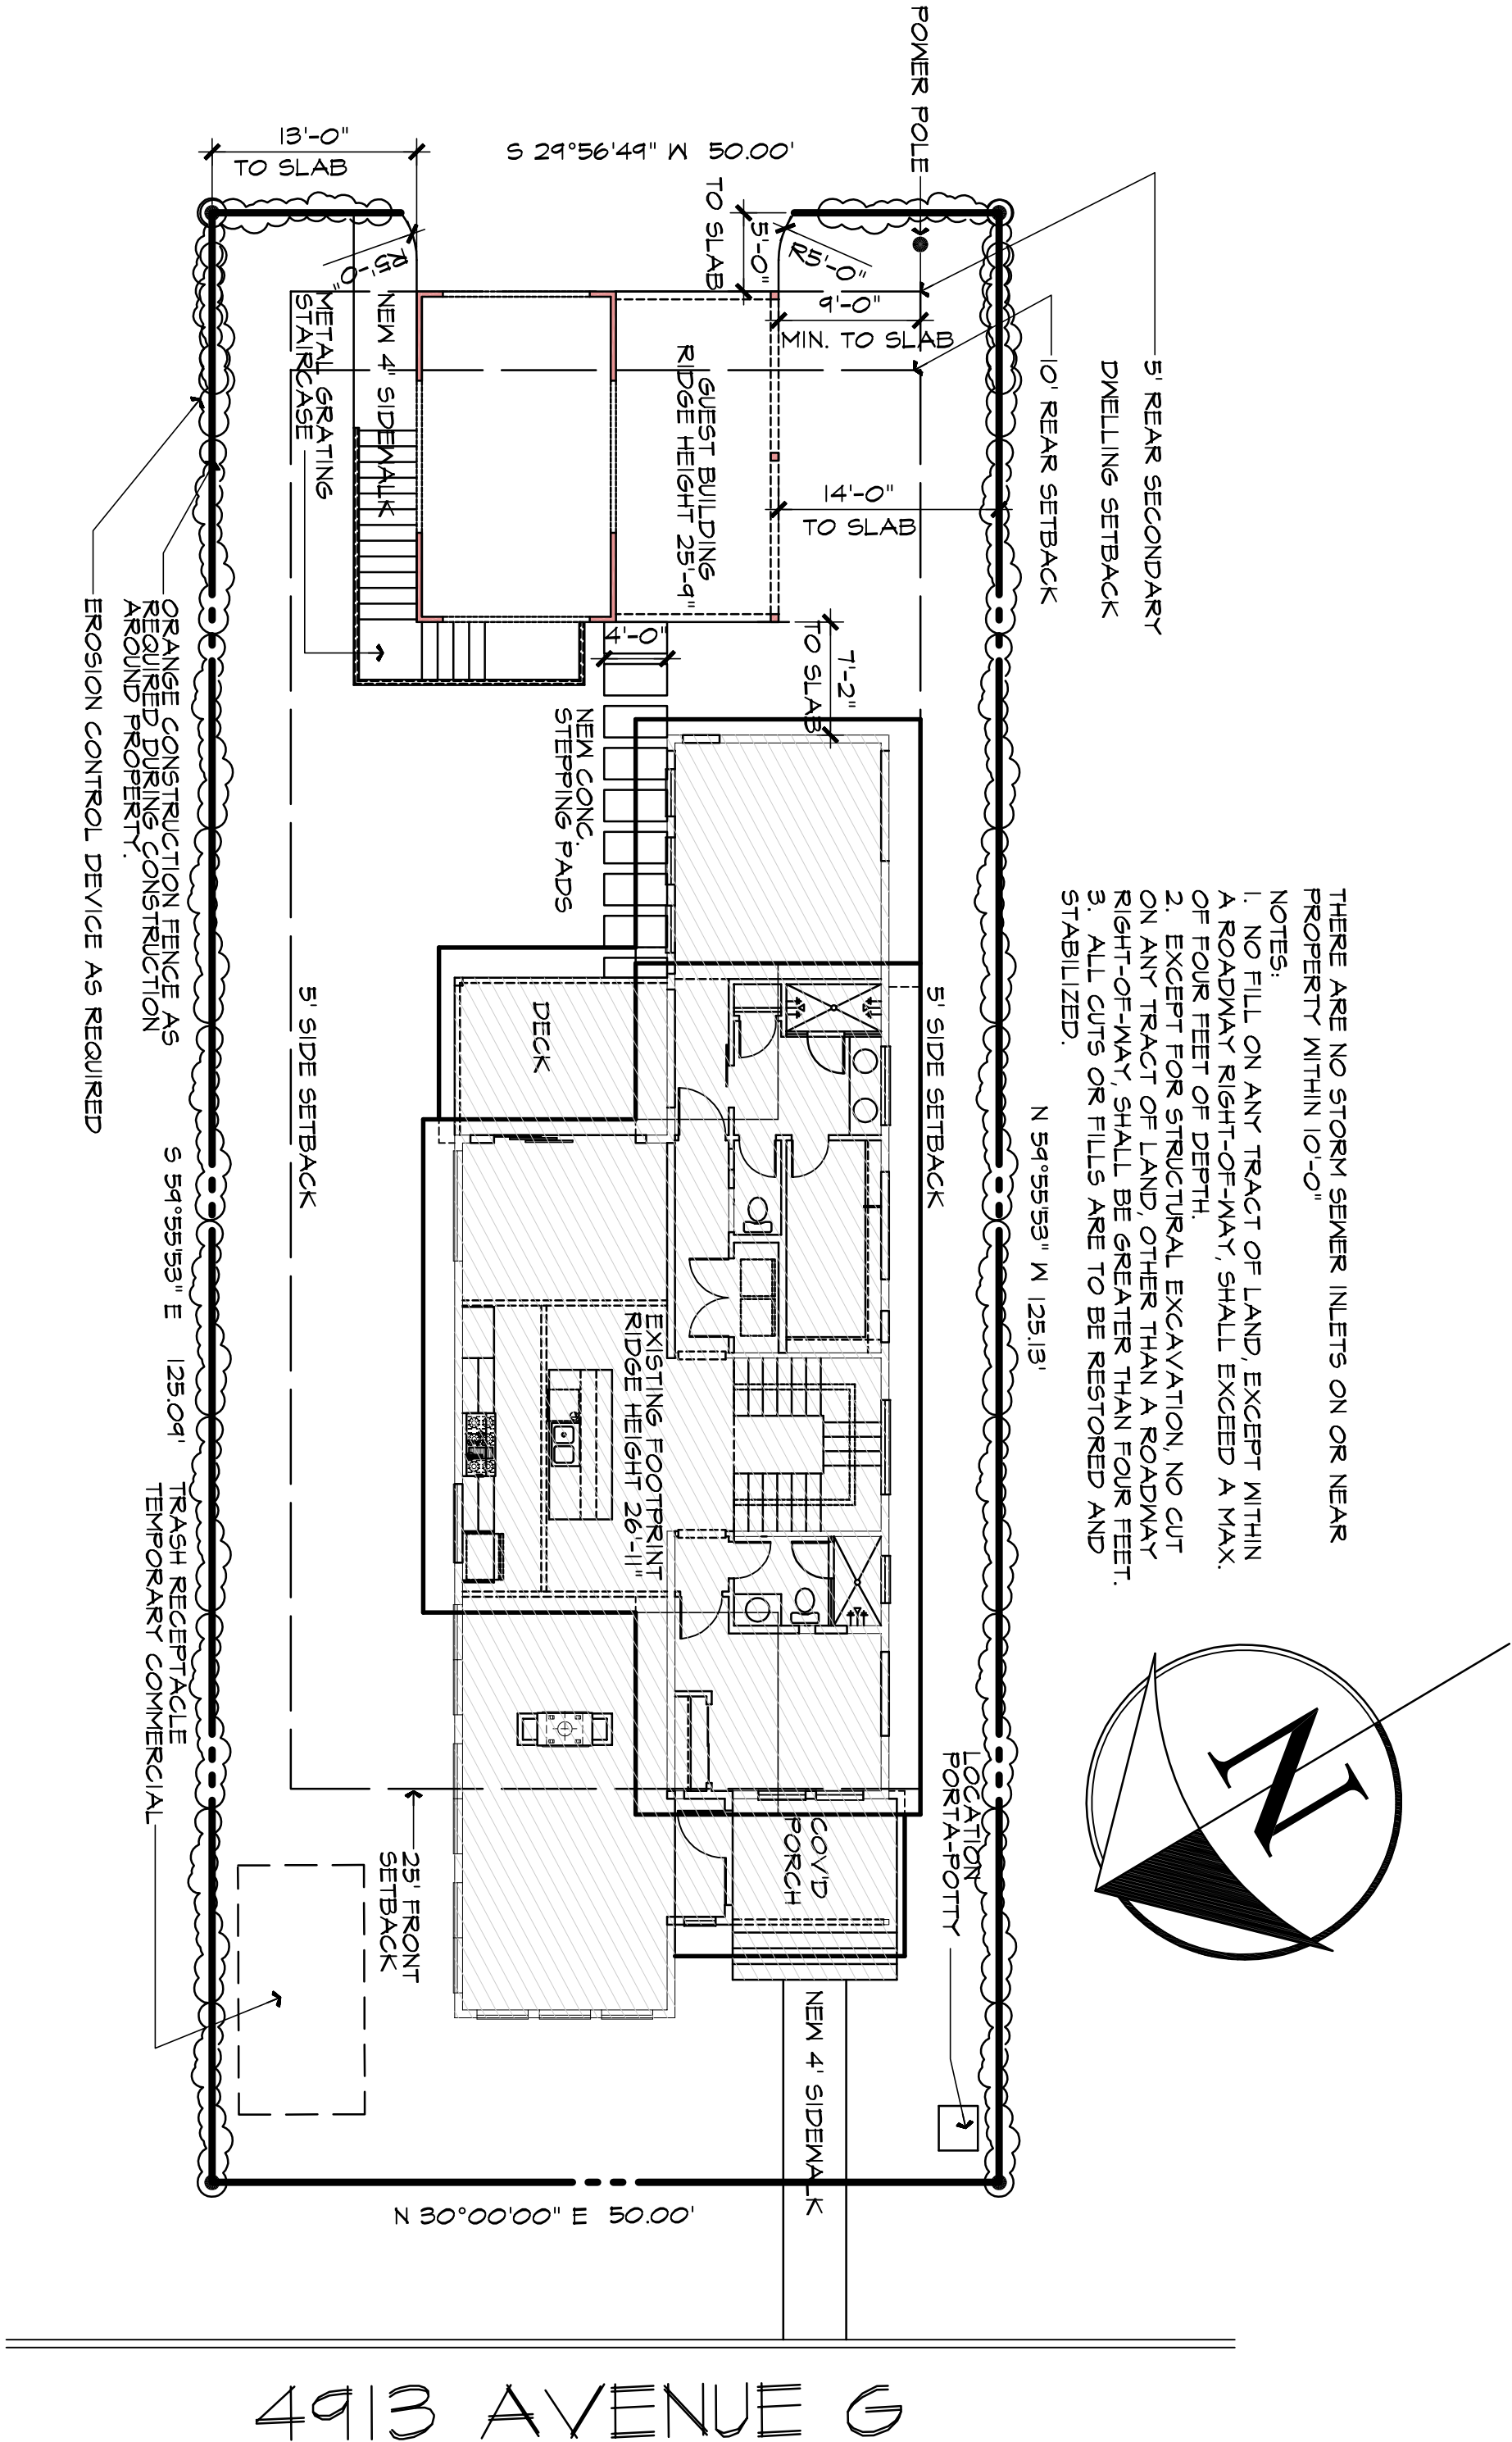 POWER POLE
13'-0"
TO SLAB
S 29°56'49" W 50.00'
5'-0"
TO SLAB
R5'-0"
R5'-0"
9'-0"
MIN. TO SLAB
5' REAR SECONDARY
DWELLING SETBACK
10' REAR SETBACK
NEW 4" SIDEWALK
METAL GRATING
STAIRCASE
GUEST BUILDING
RIDGE HEIGHT 25'-9"
14'-0"
TO SLAB
4'-0"
7'-2"
TO SLAB
NEW CONC.
STEPPING PADS
ORANGE CONSTRUCTION FENCE AS
REQUIRED DURING CONSTRUCTION
AROUND PROPERTY.
EROSION CONTROL DEVICE AS REQUIRED
THERE ARE NO STORM SEWER INLETS ON OR NEAR
PROPERTY WITHIN 10'-0"
NOTES:
1. NO FILL ON ANY TRACT OF LAND, EXCEPT WITHIN
A ROADWAY RIGHT-OF-WAY, SHALL EXCEED A MAX.
OF FOUR FEET OF DEPTH.
2. EXCEPT FOR STRUCTURAL EXCAVATION, NO CUT
ON ANY TRACT OF LAND, OTHER THAN A ROADWAY
RIGHT-OF-WAY, SHALL BE GREATER THAN FOUR FEET.
3. ALL CUTS OR FILLS ARE TO BE RESTORED AND
STABILIZED.
5' SIDE SETBACK
DECK
5' SIDE SETBACK
N 59°55'53" W 125.13'
S 59°55'53" E 125.09'
EXISTING FOOTPRINT
RIDGE HEIGHT 26'-11"
TRASH RECEPTACLE
TEMPORARY COMMERCIAL
N
25' FRONT
SETBACK
COV'D
PORCH
LOCATION
PORTA-POTTY
NEW 4' SIDEWALK
N 30°00'00" E 50.00'
4913 AVENUE G